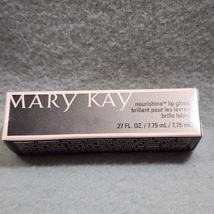 MARY KAY
nourishine™ lip gloss
brillant pour les lèvres
brillo labial
.27 FL. OZ. / 7.75 mL / 7,75 mL